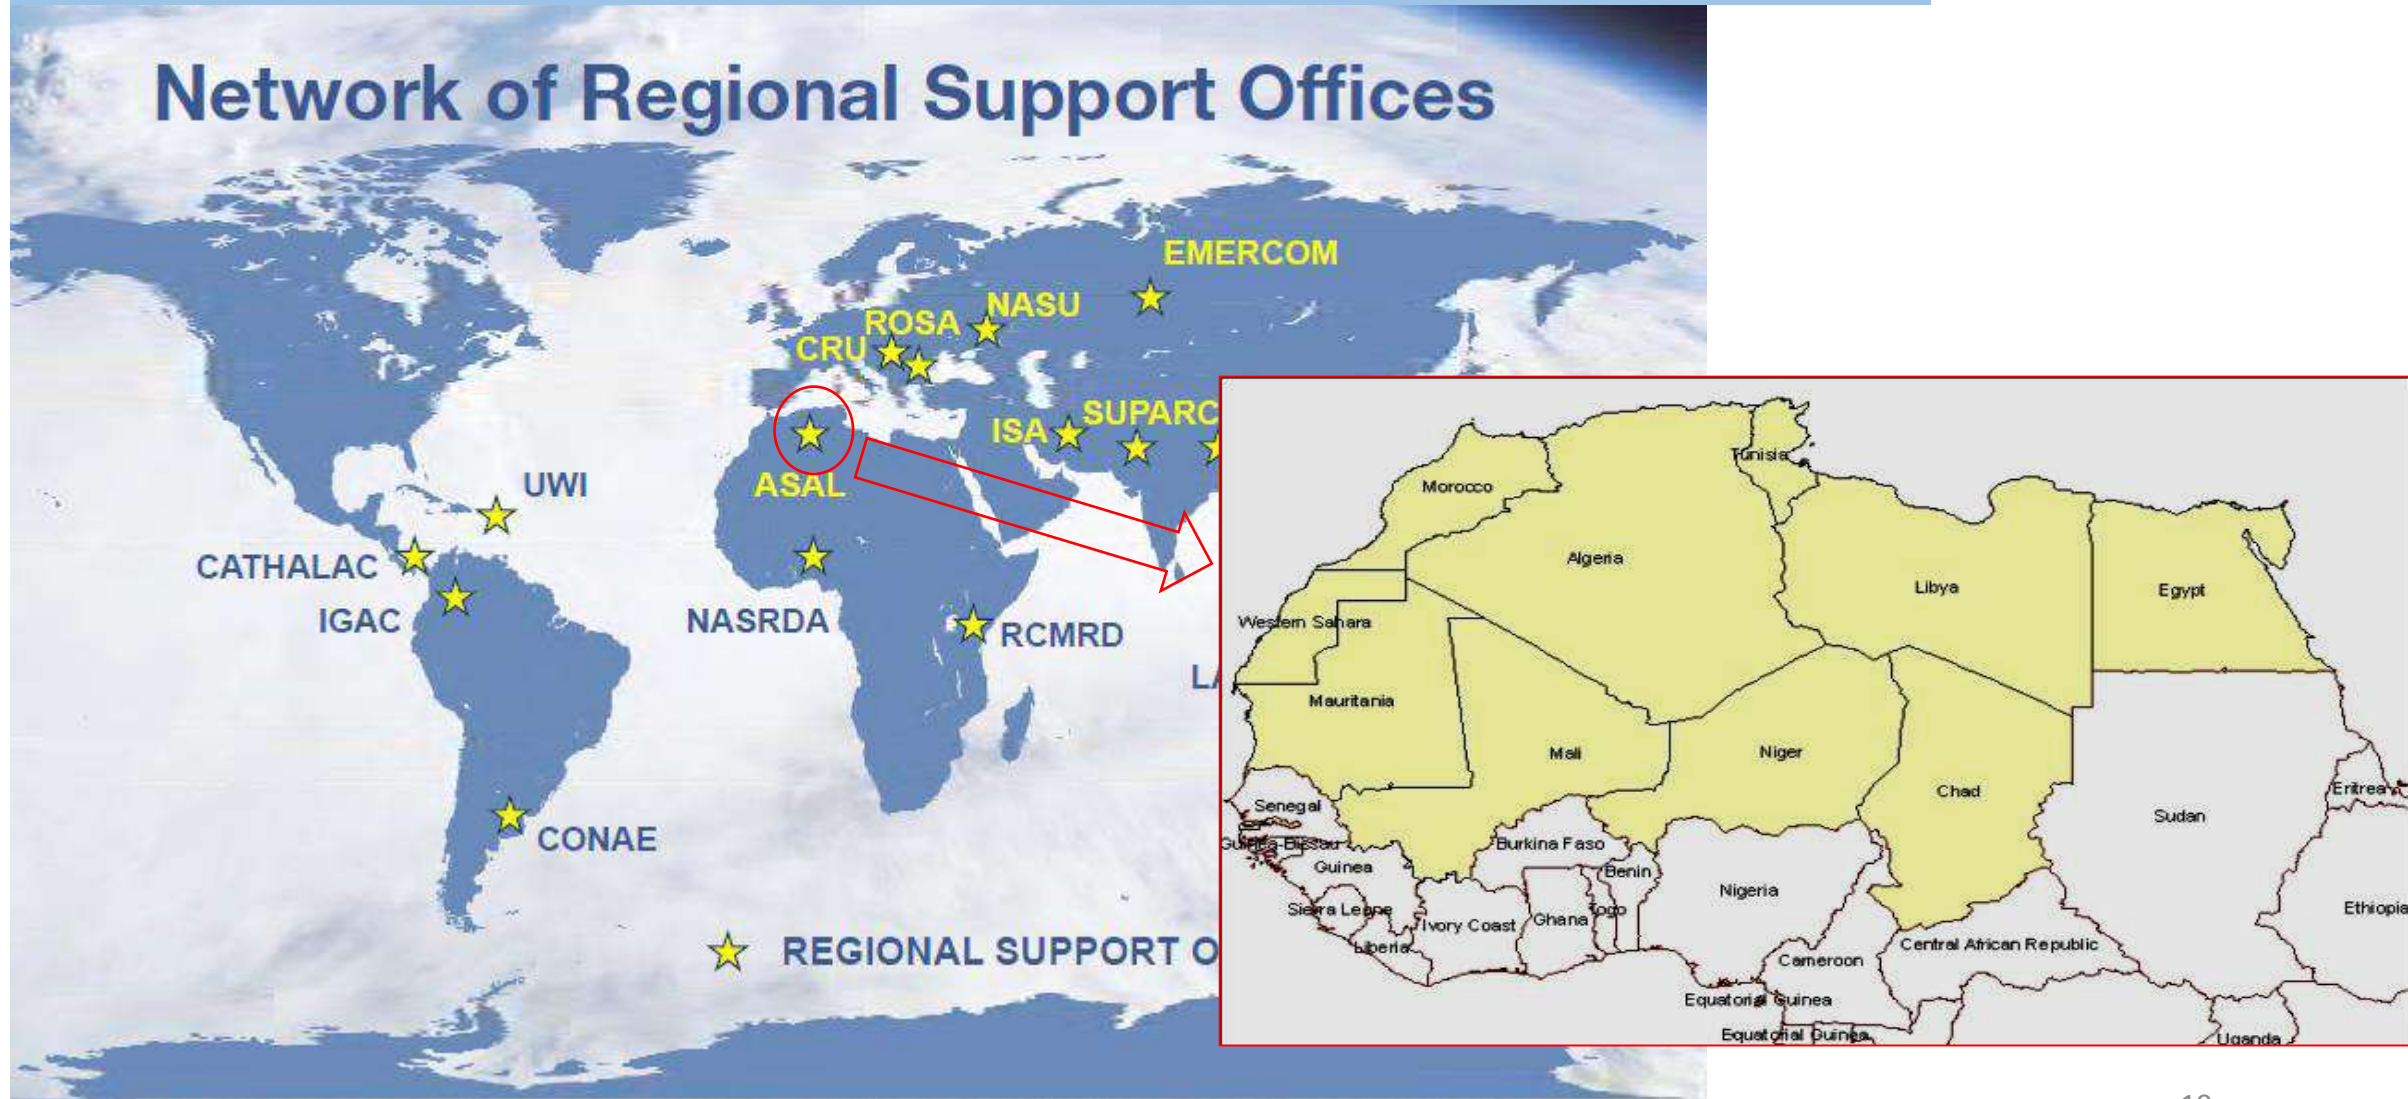 Network of Regional Support Offices
EMERCOM
NASU
ROSA
CRU
SUPARC
ISA
ASAL
UWI
CATHALAC
IGAC
NASRDA
RCMRD
CONAE
REGIONAL SUPPORT O
Tunisia
Morocco
Algeria
Libya
Egypt
Western Sahara
Mauritania
Mali
Niger
Chad
Eritrea
Senegal
Sudan
Guinea-Bissau
Burkina Faso
Guinea
Benin
Nigeria
Sierra Leone
Togo
Ethiopia
Ivory Coast
Ghana
Liberia
Central African Republic
Cameroon
Equatorial Guinea
Equatorial Guinea
Uganda